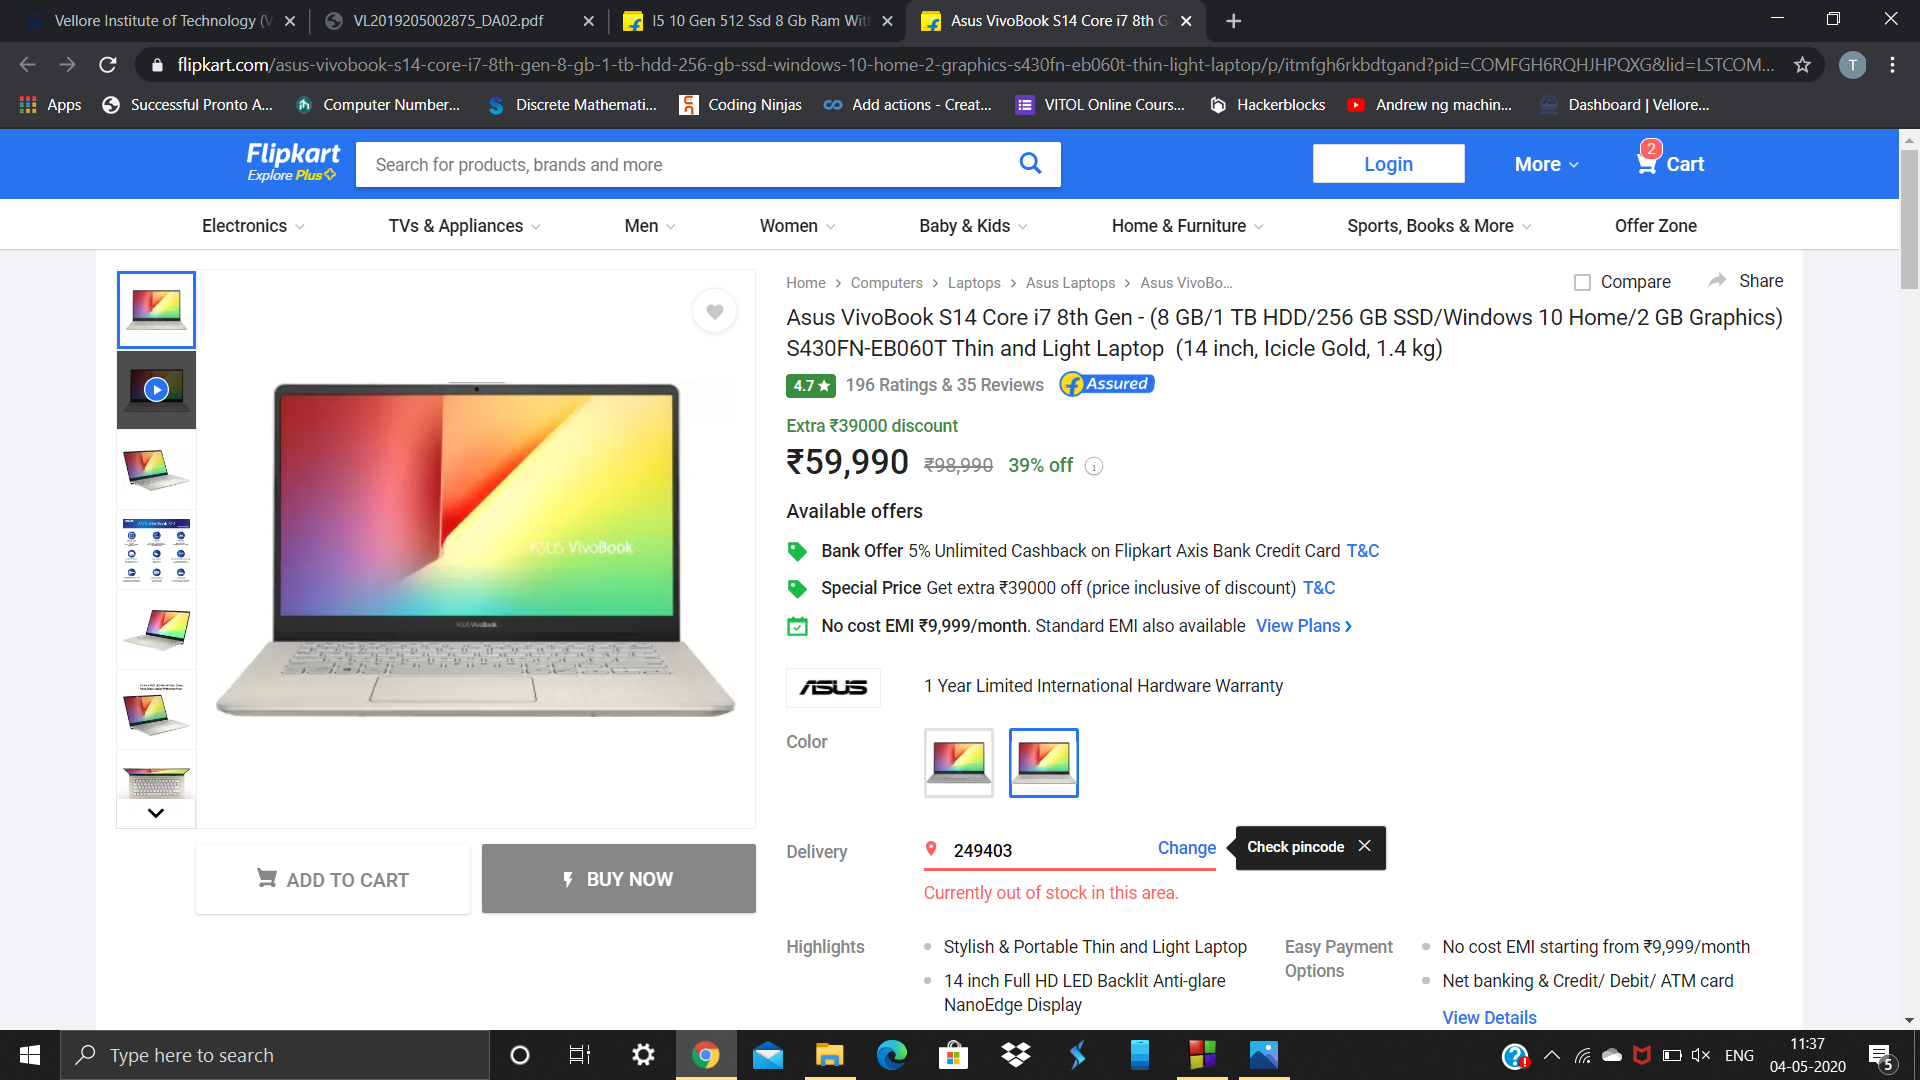 Vellore Institute of Technology (V
VL2019205002875_DA02.pdf
I5 10 Gen 512 Ssd 8 Gb Ram With
Asus VivoBook S14 Core i7 8th G
flipkart.com/asus-vivobook-s14-core-i7-8th-gen-8-gb-1-tb-hdd-256-gb-ssd-windows-10-home-2-graphics-s430fn-eb060t-thin-light-laptop/p/itmfgh6rkbdtgand?pid=COMFGH6RQHJHPQXG&lid=LSTCOM...
T
Apps
Successful Pronto A...
Computer Number...
Discrete Mathemati...
Coding Ninjas
Add actions - Creat...
VITOL Online Cours...
Hackerblocks
Andrew ng machin...
Dashboard | Vellore...
Flipkart
Explore Plus
Search for products, brands and more
Login
More
2
Cart
Electronics
TVs & Appliances
Men
Women
Baby & Kids
Home & Furniture
Sports, Books & More
Offer Zone
Home
Computers
Laptops
Asus Laptops
Asus VivoBo...
Compare
Share
Asus VivoBook S14 Core i7 8th Gen - (8 GB/1 TB HDD/256 GB SSD/Windows 10 Home/2 GB Graphics)
S430FN-EB060T Thin and Light Laptop (14 inch, Icicle Gold, 1.4 kg)
4.7 ★ 196 Ratings & 35 Reviews
Assured
Extra ₹39000 discount
₹59,990 ₹98,990 39% off
Available offers
Bank Offer 5% Unlimited Cashback on Flipkart Axis Bank Credit Card T&C
Special Price Get extra ₹39000 off (price inclusive of discount) T&C
No cost EMI ₹9,999/month. Standard EMI also available View Plans
ASUS VivoBook
ASUS VivoBook
ASUS
1 Year Limited International Hardware Warranty
Color
Delivery
249403
Change
Check pincode
Currently out of stock in this area.
ADD TO CART
BUY NOW
Highlights
Stylish & Portable Thin and Light Laptop
14 inch Full HD LED Backlit Anti-glare
NanoEdge Display
Easy Payment
Options
No cost EMI starting from ₹9,999/month
Net banking & Credit/ Debit/ ATM card
View Details
Type here to search
ENG
11:37
04-05-2020
5